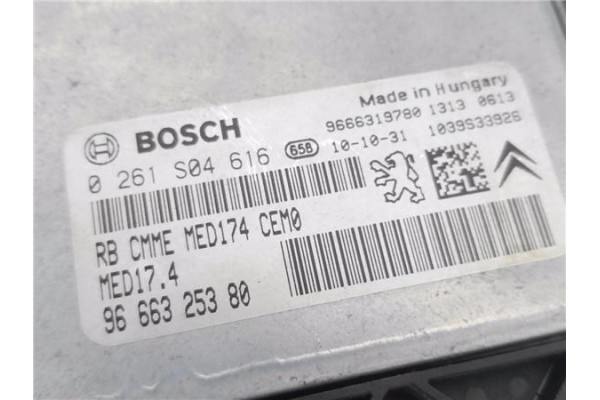 Made in Hungary
9666319780 1313 0613
BOSCH
0 261 S04 616 65B 10-10-31 1039S33926
RB CMME MED174 CEM0
MED17.4
96 663 253 80